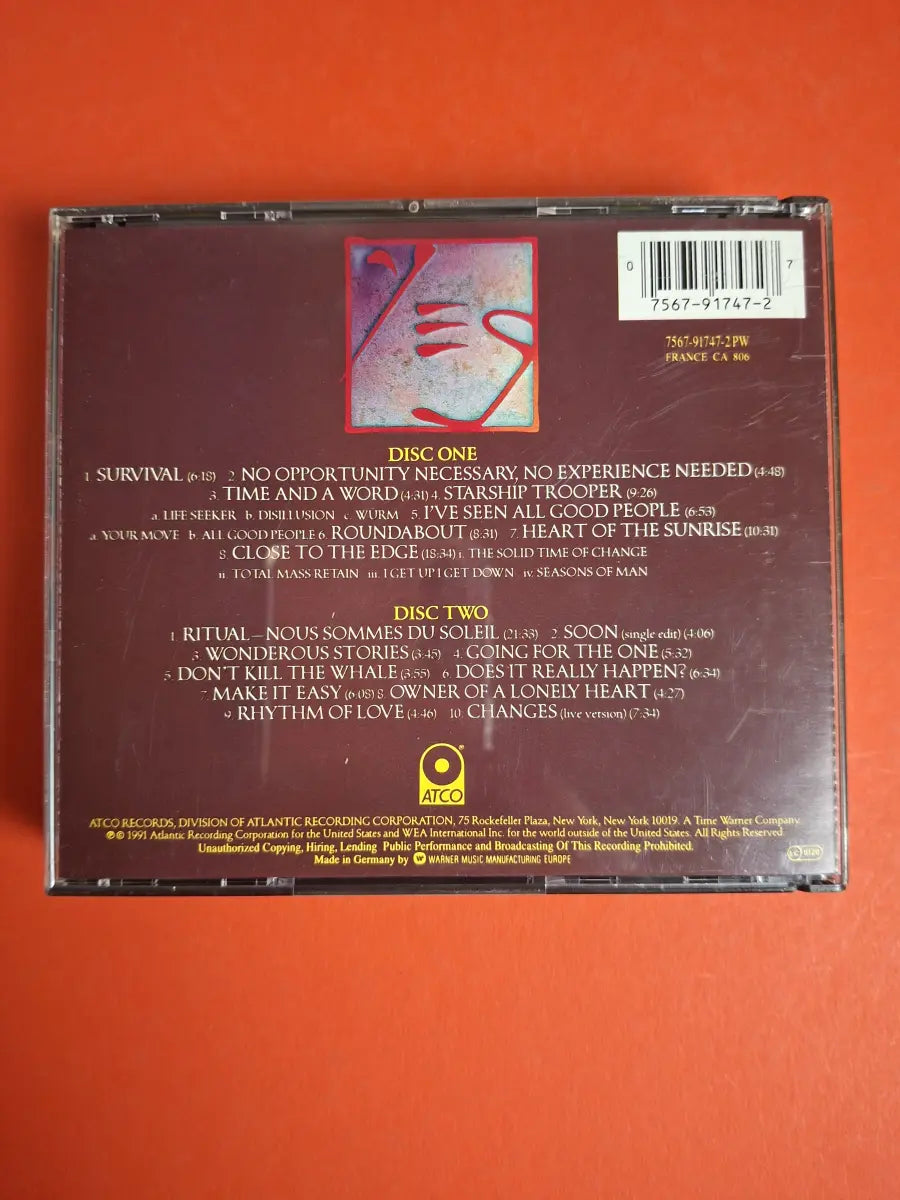 YES
0 7567-91747-2 7
7567-91747-2 PW
FRANCE CA 806
DISC ONE
1. SURVIVAL (6:18) 2. NO OPPORTUNITY NECESSARY, NO EXPERIENCE NEEDED (4:48)
3. TIME AND A WORD (4:31) 4. STARSHIP TROOPER (9:26)
a. LIFE SEEKER b. DISILLUSION c. WÜRM 5. I'VE SEEN ALL GOOD PEOPLE (6:53)
a. YOUR MOVE b. ALL GOOD PEOPLE 6. ROUNDABOUT (8:31) 7. HEART OF THE SUNRISE (10:31)
8. CLOSE TO THE EDGE (18:34) i. THE SOLID TIME OF CHANGE
ii. TOTAL MASS RETAIN iii. I GET UP I GET DOWN iv. SEASONS OF MAN
DISC TWO
1. RITUAL – NOUS SOMMES DU SOLEIL (21:33) 2. SOON (single edit) (4:06)
3. WONDEROUS STORIES (3:45) 4. GOING FOR THE ONE (5:32)
5. DON'T KILL THE WHALE (3:55) 6. DOES IT REALLY HAPPEN? (6:34)
7. MAKE IT EASY (6:08) 8. OWNER OF A LONELY HEART (4:27)
9. RHYTHM OF LOVE (4:46) 10. CHANGES (live version) (7:34)
ATCO ®
ATCO RECORDS, DIVISION OF ATLANTIC RECORDING CORPORATION, 75 Rockefeller Plaza, New York, New York 10019. A Time Warner Company.
℗ © 1991 Atlantic Recording Corporation for the United States and WEA International Inc. for the world outside of the United States. All Rights Reserved.
Unauthorized Copying, Hiring, Lending Public Performance and Broadcasting Of This Recording Prohibited.
Made in Germany by W WARNER MUSIC MANUFACTURING EUROPE